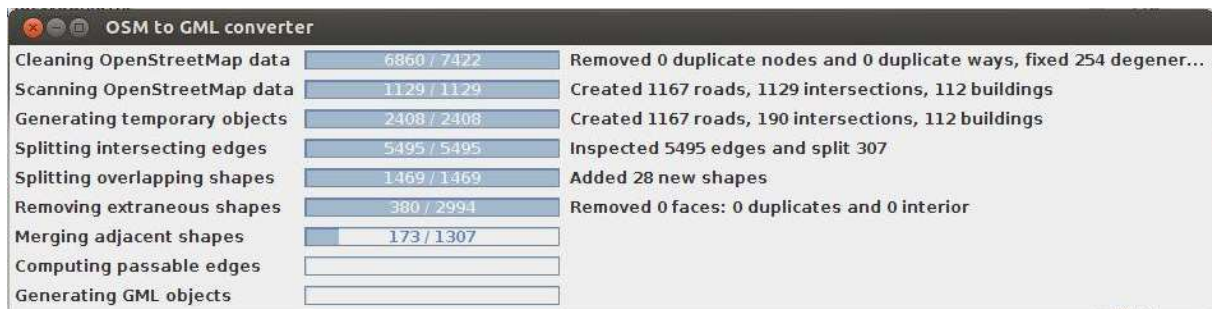 OSM to GML converter
Cleaning OpenStreetMap data 6860 / 7422 Removed 0 duplicate nodes and 0 duplicate ways, fixed 254 degener...
Scanning OpenStreetMap data 1129 / 1129 Created 1167 roads, 1129 intersections, 112 buildings
Generating temporary objects 2408 / 2408 Created 1167 roads, 190 intersections, 112 buildings
Splitting intersecting edges 5495 / 5495 Inspected 5495 edges and split 307
Splitting overlapping shapes 1469 / 1469 Added 28 new shapes
Removing extraneous shapes 380 / 2994 Removed 0 faces: 0 duplicates and 0 interior
Merging adjacent shapes 173 / 1307
Computing passable edges
Generating GML objects